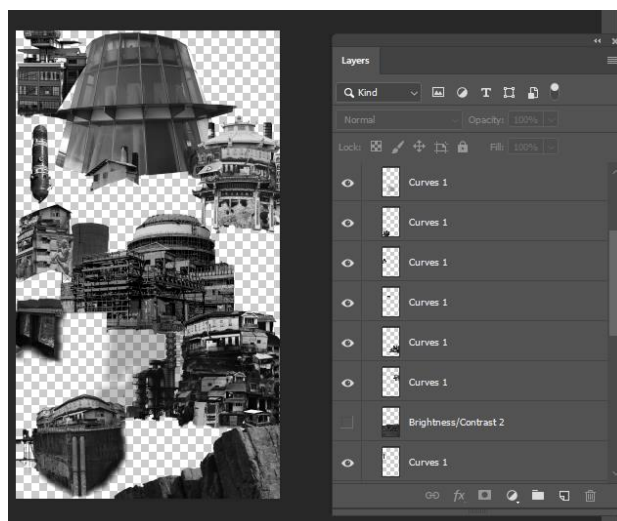 Layers
Kind
Normal Opacity: 100%
Lock: Fill: 100%
Curves 1
Curves 1
Curves 1
Curves 1
Curves 1
Curves 1
Brightness/Contrast 2
Curves 1
fx